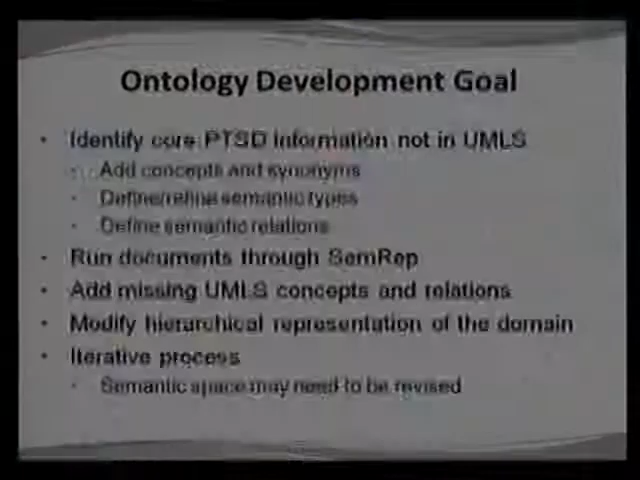 Ontology Development Goal
• Identify core PTSD information not in UMLS
• Add concepts and synonyms
• Define/refine semantic types
• Define semantic relations
• Run documents through SemRep
• Add missing UMLS concepts and relations
• Modify hierarchical representation of the domain
• Iterative process
• Semantic space may need to be revised